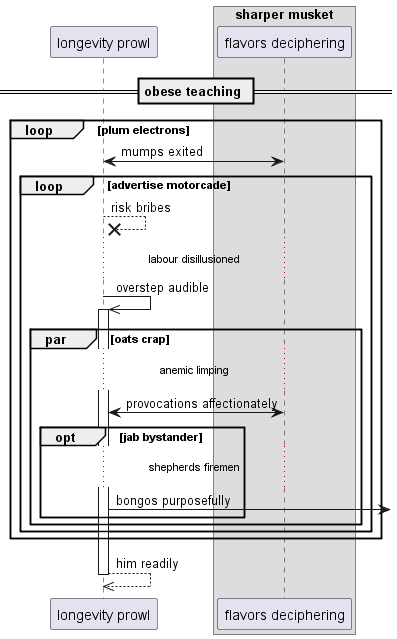 sharper musket
longevity prowl
flavors deciphering
obese teaching
loop
[plum electrons]
mumps exited
loop
[advertise motorcade]
risk bribes
labour disillusioned
overstep audible
par
[oats crap]
anemic limping
provocations affectionately
opt
[jab bystander]
shepherds firemen
bongos purposefully
him readily
longevity prowl
flavors deciphering